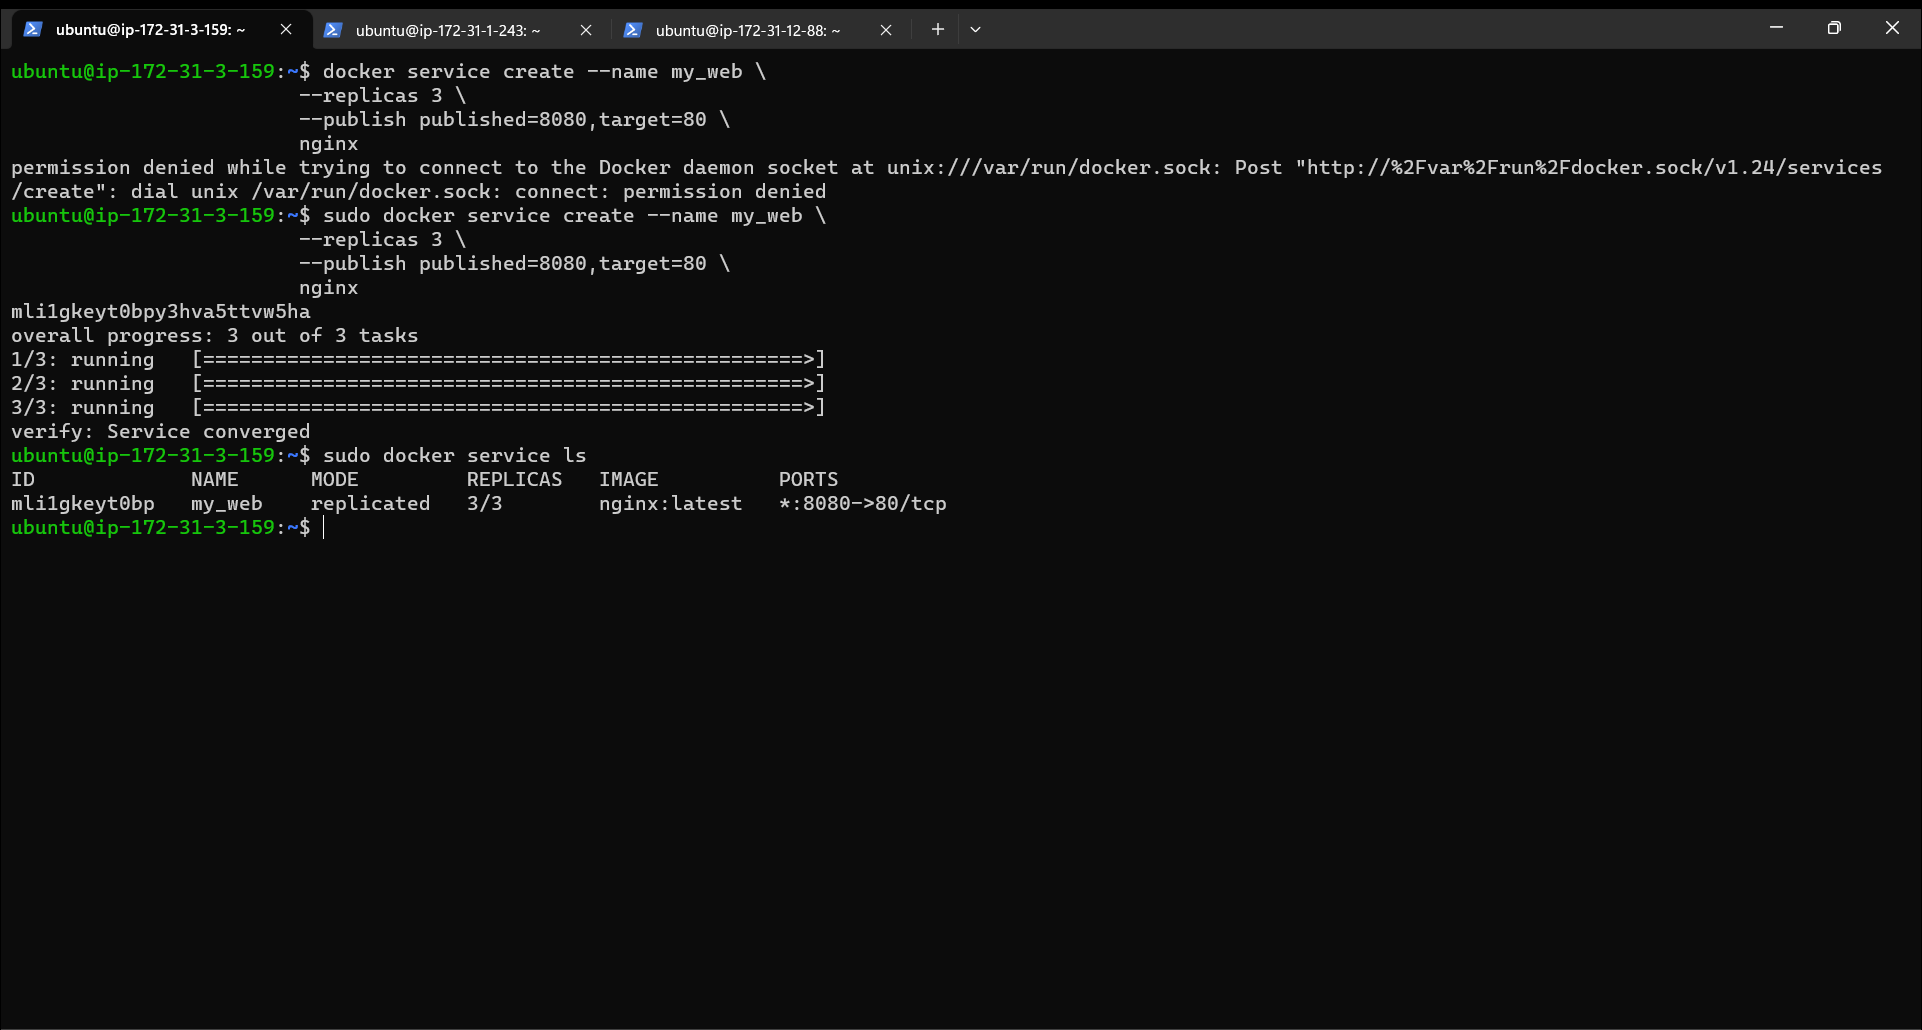 ubuntu@ip-172-31-3-159: ~
ubuntu@ip-172-31-1-243: ~
ubuntu@ip-172-31-12-88: ~
ubuntu@ip-172-31-3-159:~$ docker service create --name my_web \
                        --replicas 3 \
                        --publish published=8080,target=80 \
                        nginx
permission denied while trying to connect to the Docker daemon socket at unix:///var/run/docker.sock: Post "http://%2Fvar%2Frun%2Fdocker.sock/v1.24/services
/create": dial unix /var/run/docker.sock: connect: permission denied
ubuntu@ip-172-31-3-159:~$ sudo docker service create --name my_web \
                        --replicas 3 \
                        --publish published=8080,target=80 \
                        nginx
mli1gkeyt0bpy3hva5ttvw5ha
overall progress: 3 out of 3 tasks
1/3: running   [==================================================>]
2/3: running   [==================================================>]
3/3: running   [==================================================>]
verify: Service converged
ubuntu@ip-172-31-3-159:~$ sudo docker service ls
ID             NAME      MODE         REPLICAS   IMAGE          PORTS
mli1gkeyt0bp   my_web    replicated   3/3        nginx:latest   *:8080->80/tcp
ubuntu@ip-172-31-3-159:~$